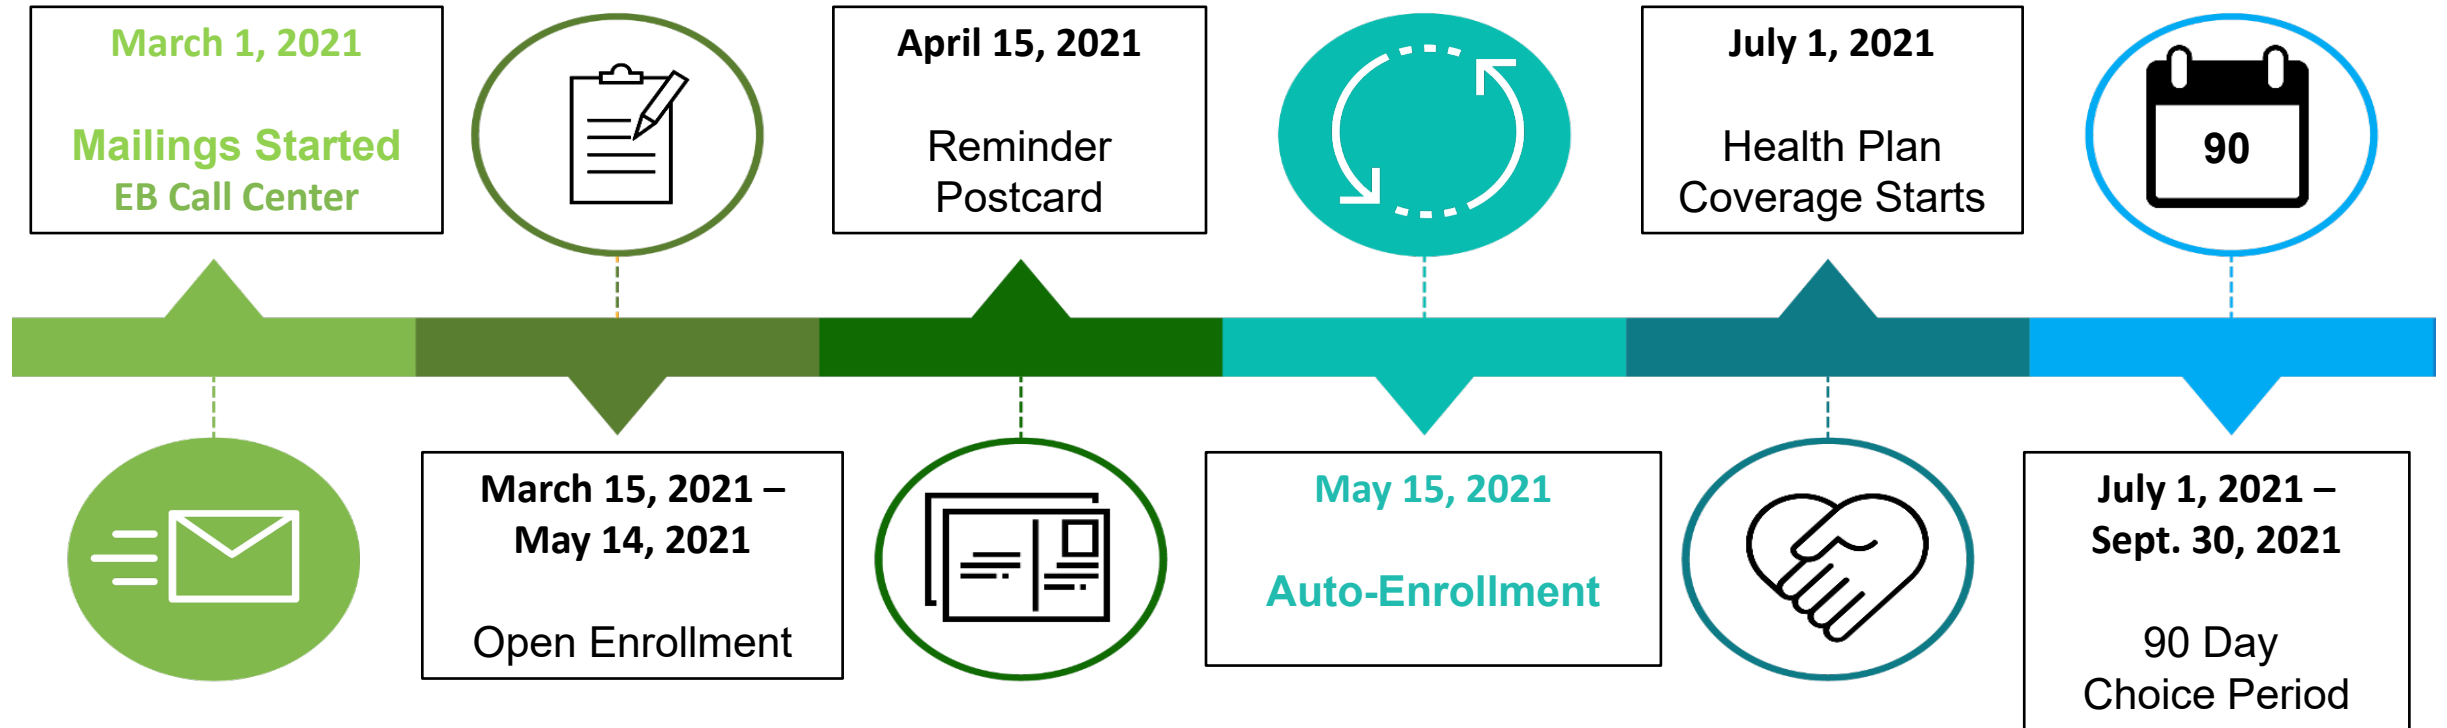 March 1, 2021
Mailings Started
EB Call Center
March 15, 2021 –
May 14, 2021
Open Enrollment
April 15, 2021
Reminder
Postcard
May 15, 2021
Auto-Enrollment
July 1, 2021
Health Plan
Coverage Starts
90
July 1, 2021 –
Sept. 30, 2021
90 Day
Choice Period